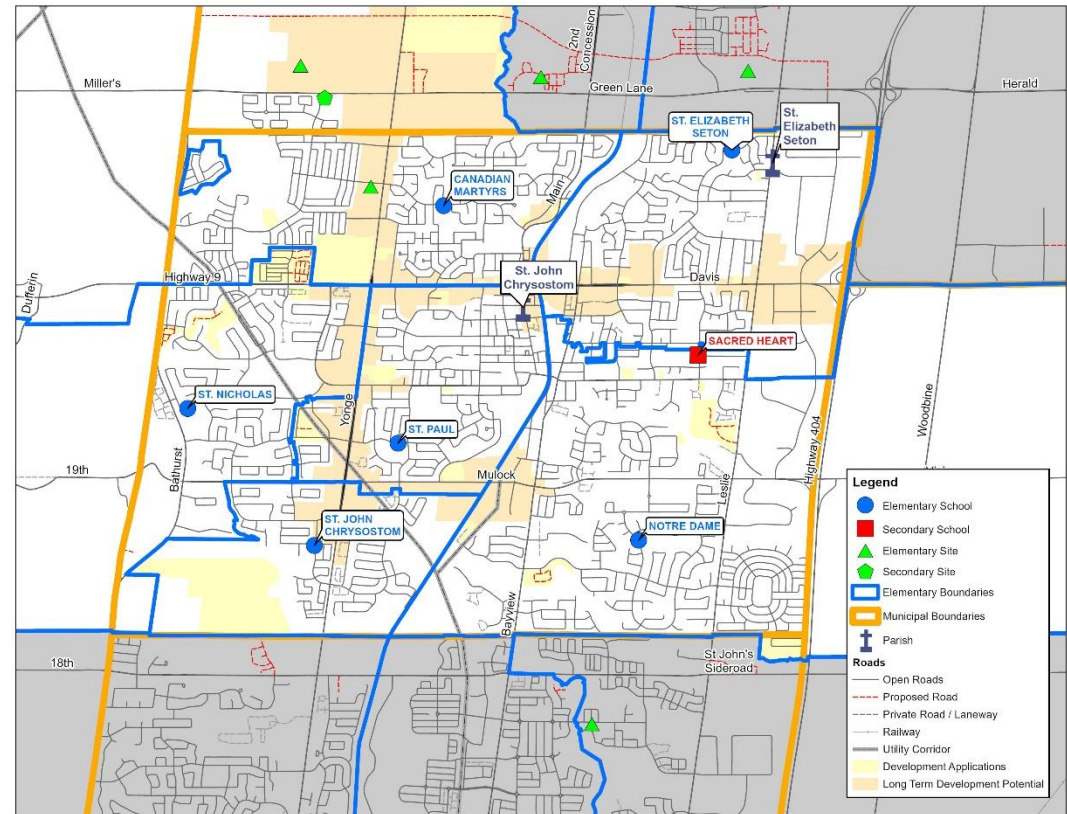 2nd
Concession
Miller's
Green Lane
Herald
ST. ELIZABETH
SETON
St.
Elizabeth
Seton
CANADIAN
MARTYRS
Main
St. John
Chrysostom
Highway 9
Davis
Dufferin
SACRED HEART
ST. NICHOLAS
Yonge
ST. PAUL
Woodbine
Highway 404
Bathurst
19th
Mulock
Leslie
ST. JOHN
CHRYSOSTOM
NOTRE DAME
Bayview
18th
St John's
Sideroad
Legend
Elementary School
Secondary School
Elementary Site
Secondary Site
Elementary Boundaries
Municipal Boundaries
Parish
Roads
Open Roads
Proposed Road
Private Road / Laneway
Railway
Utility Corridor
Development Applications
Long Term Development Potential